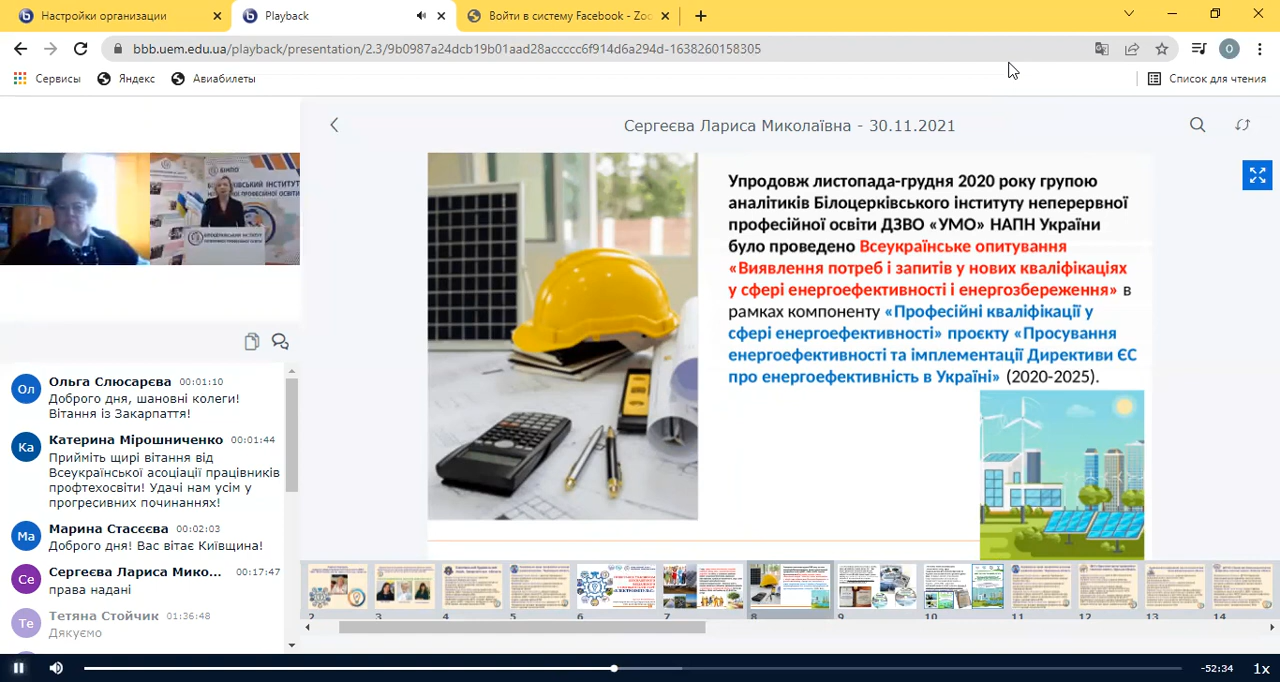 Настройки организации
Playback
Войти в систему Facebook - Zoo
bbb.uem.edu.ua/playback/presentation/2.3/9b0987a24dcb19b01aad28accccc6f914d6a294d-1638260158305
O
Сервисы
Яндекс
Авиабилеты
Список для чтения
Сергеєва Лариса Миколаївна - 30.11.2021
Упродовж листопада-грудня 2020 року групою
аналітиків Білоцерківського інституту неперервної
професійної освіти ДЗВО «УМО» НАПН України
було проведено Всеукраїнське опитування
«Виявлення потреб і запитів у нових кваліфікаціях
у сфері енергоефективності і енергозбереження» в
рамках компоненту «Професійні кваліфікації у
сфері енергоефективності» проєкту «Просування
енергоефективності та імплементації Директиви ЄС
про енергоефективність в Україні» (2020-2025).
Ол
Ольга Слюсарєва 00:01:10
Доброго дня, шановні колеги!
Вітання із Закарпаття!
Ка
Катерина Мірошниченко 00:01:44
Прийміть щирі вітання від
Всеукраїнської асоціації працівників
профтехосвіти! Удачі нам усім у
прогресивних починаннях!
Ма
Марина Стасєєва 00:02:03
Доброго дня! Вас вітає Київщина!
Се
Сергеєва Лариса Мико... 00:17:47
права надані
Те
Тетяна Стойчик 01:36:48
Дякуємо
2 3 4 5 6 7 8 9 10 11 12 13 14
-52:34
1x